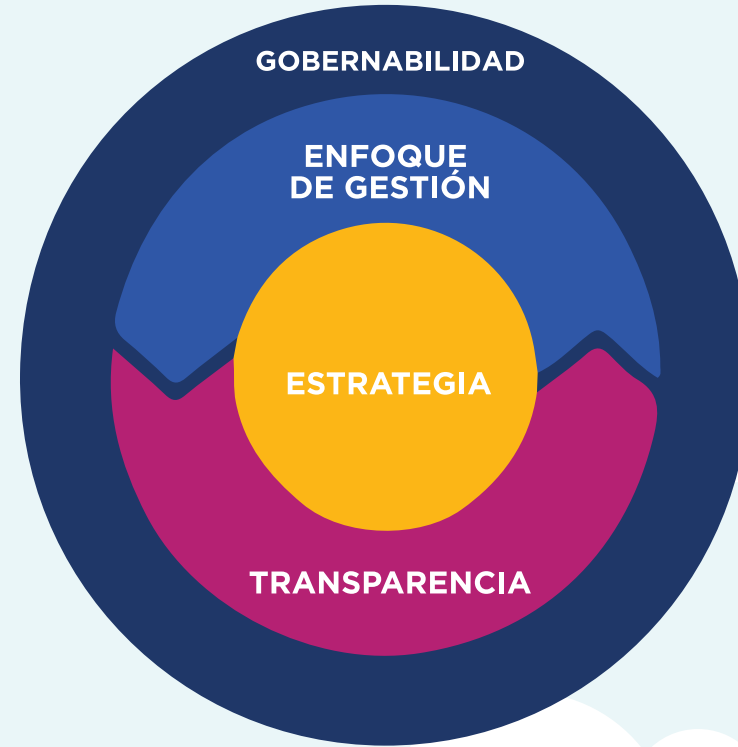 GOBERNABILIDAD
ENFOQUE
DE GESTIÓN
ESTRATEGIA
TRANSPARENCIA